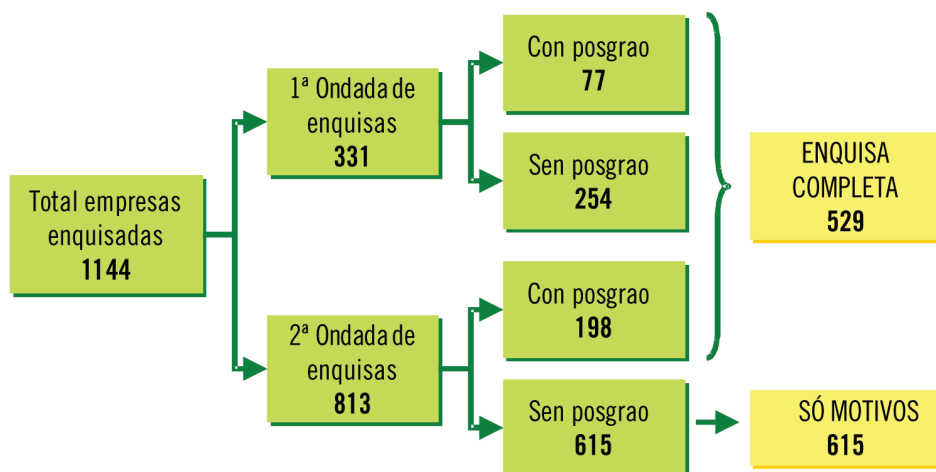 Total empresas
enquisadas
1144
1ª Ondada de
enquisas
331
Con posgrao
77
Sen posgrao
254
2ª Ondada de
enquisas
813
Con posgrao
198
Sen posgrao
615
ENQUISA
COMPLETA
529
SÓ MOTIVOS
615